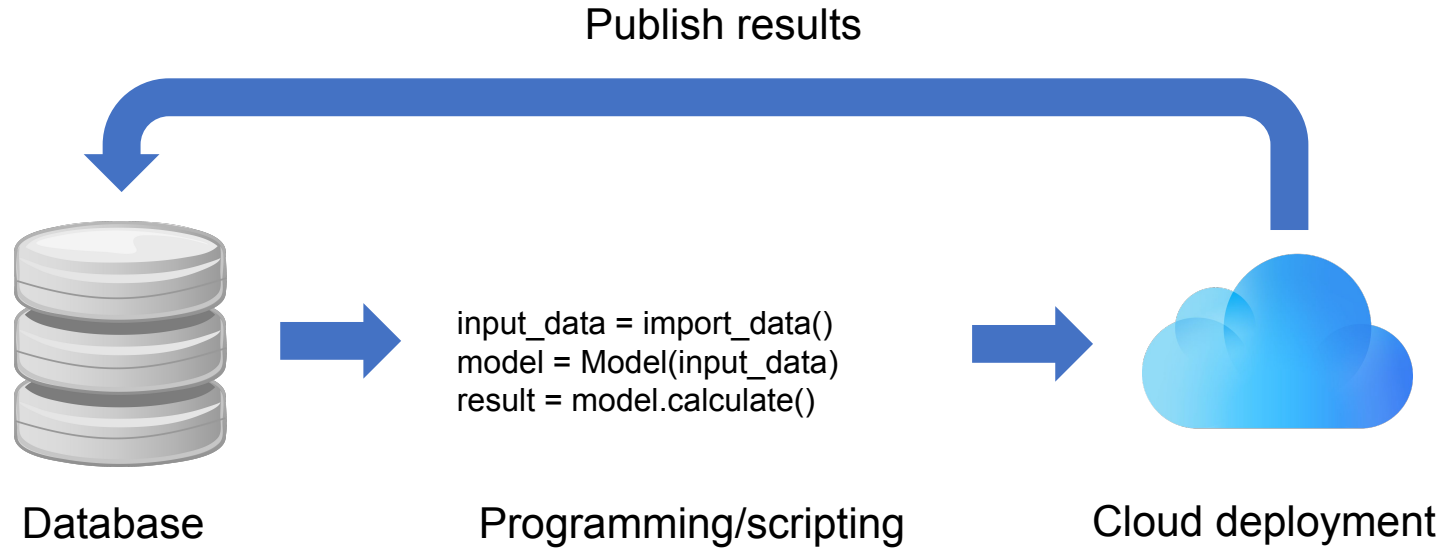 Publish results
input_data = import_data()
model = Model(input_data)
result = model.calculate()
Database
Programming/scripting
Cloud deployment